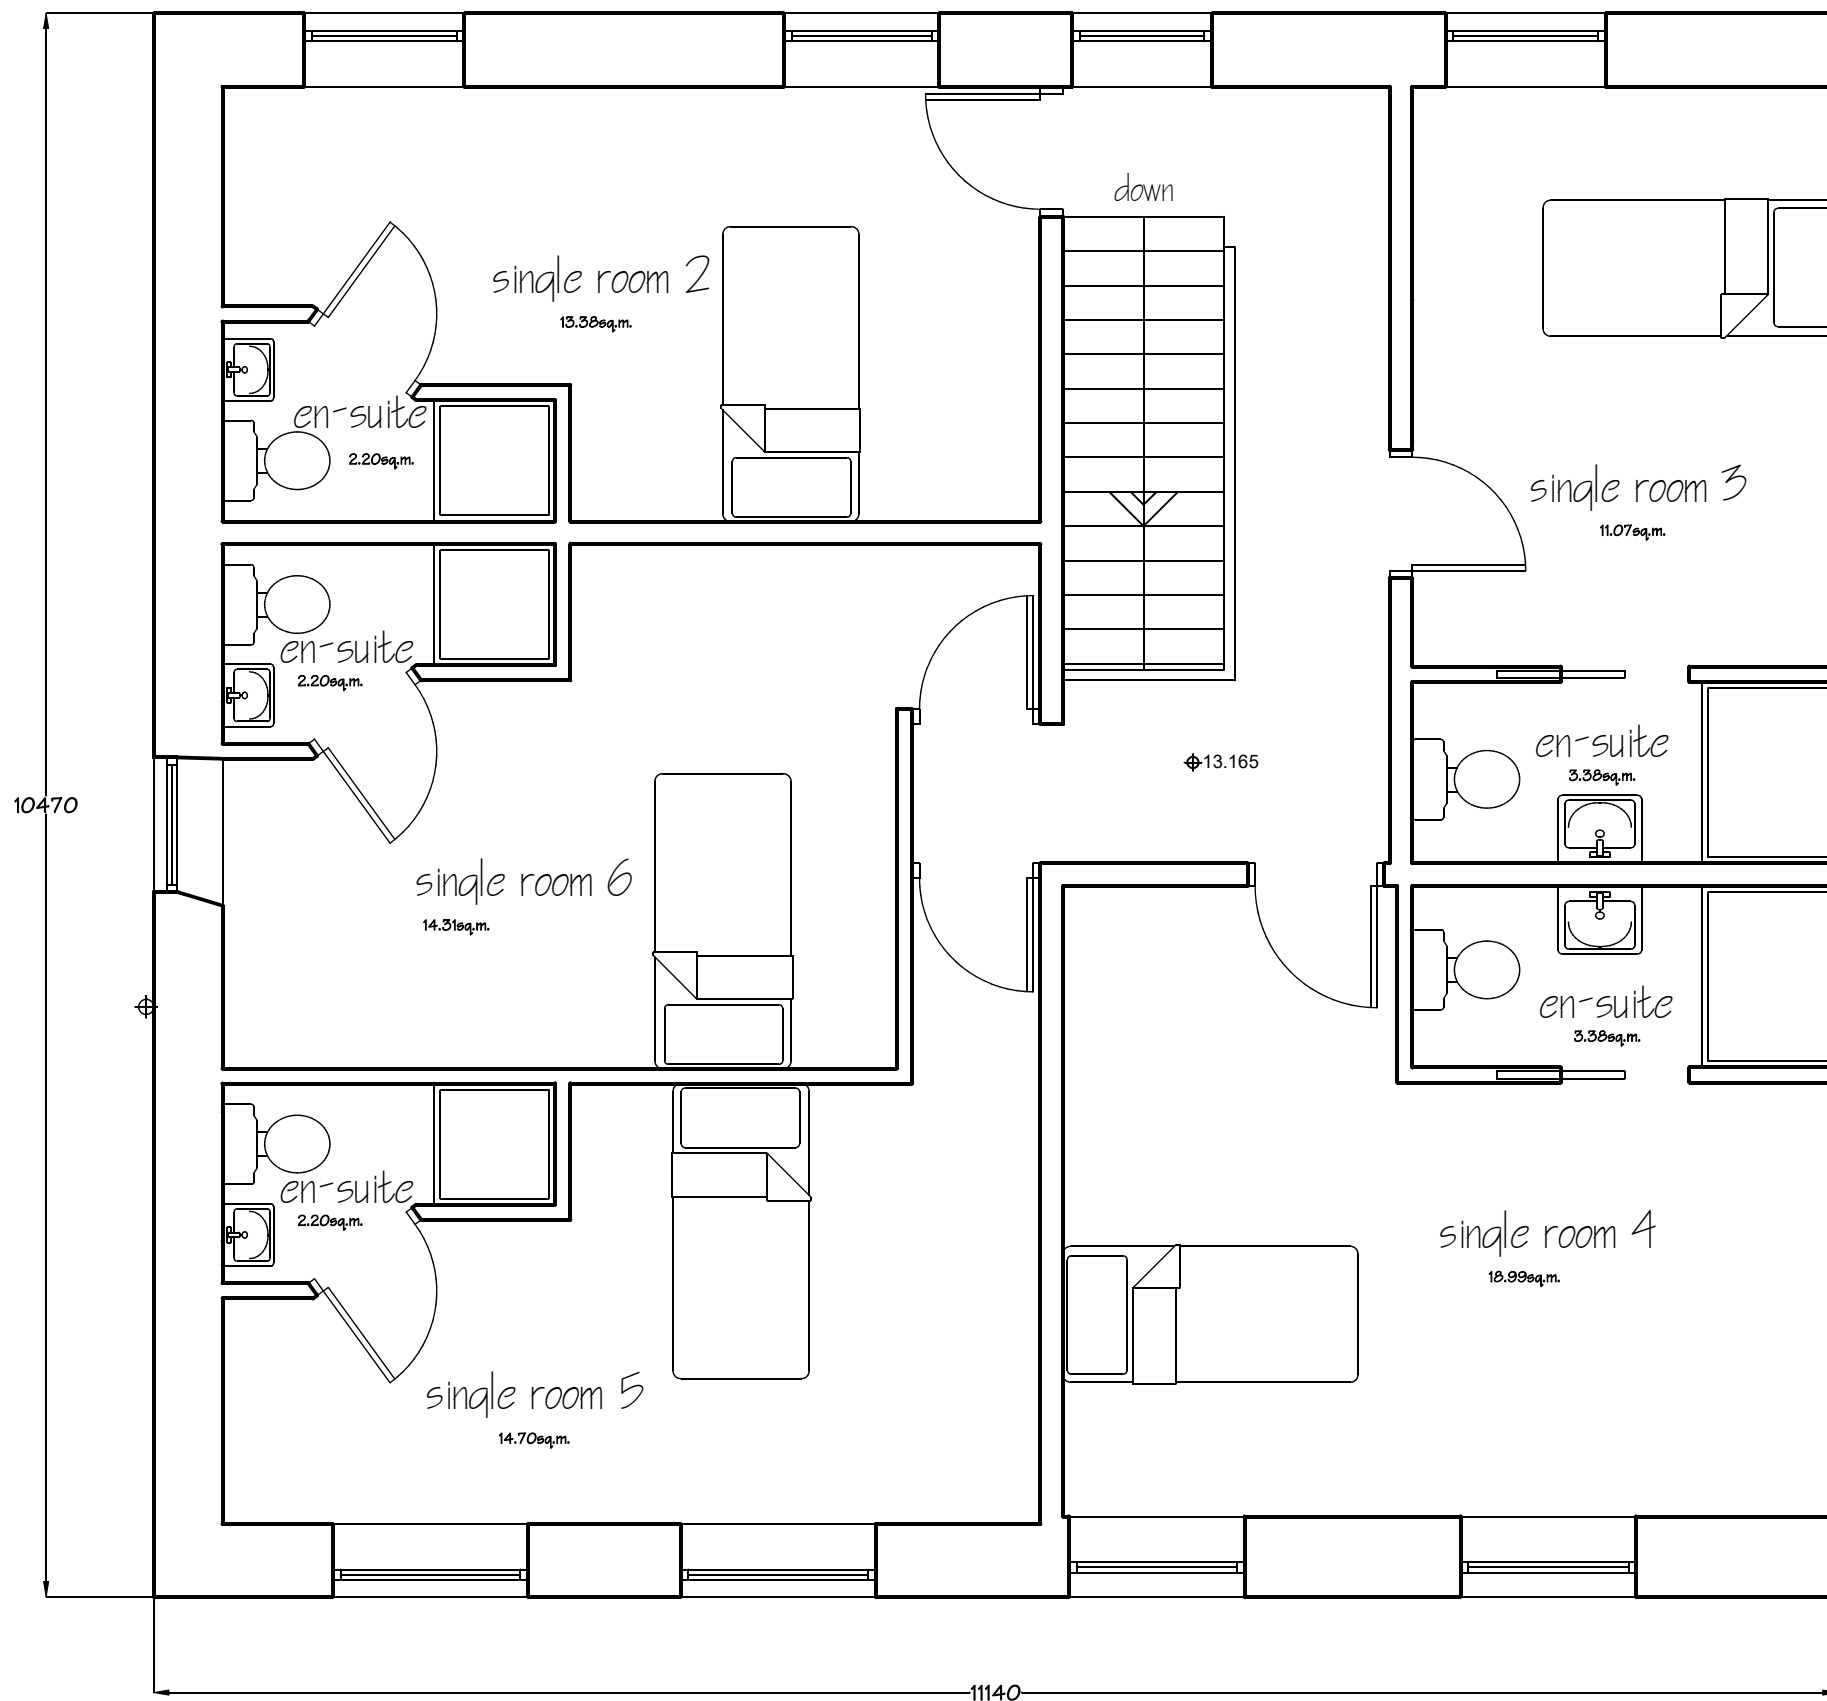 down
single room 2
13.38sq.m.
en-suite
2.20sq.m.
single room 3
11.07sq.m.
en-suite
2.20sq.m.
en-suite
3.38sq.m.
13.165
10470
single room 6
14.31sq.m.
en-suite
3.38sq.m.
en-suite
2.20sq.m.
single room 4
18.99sq.m.
single room 5
14.70sq.m.
11140